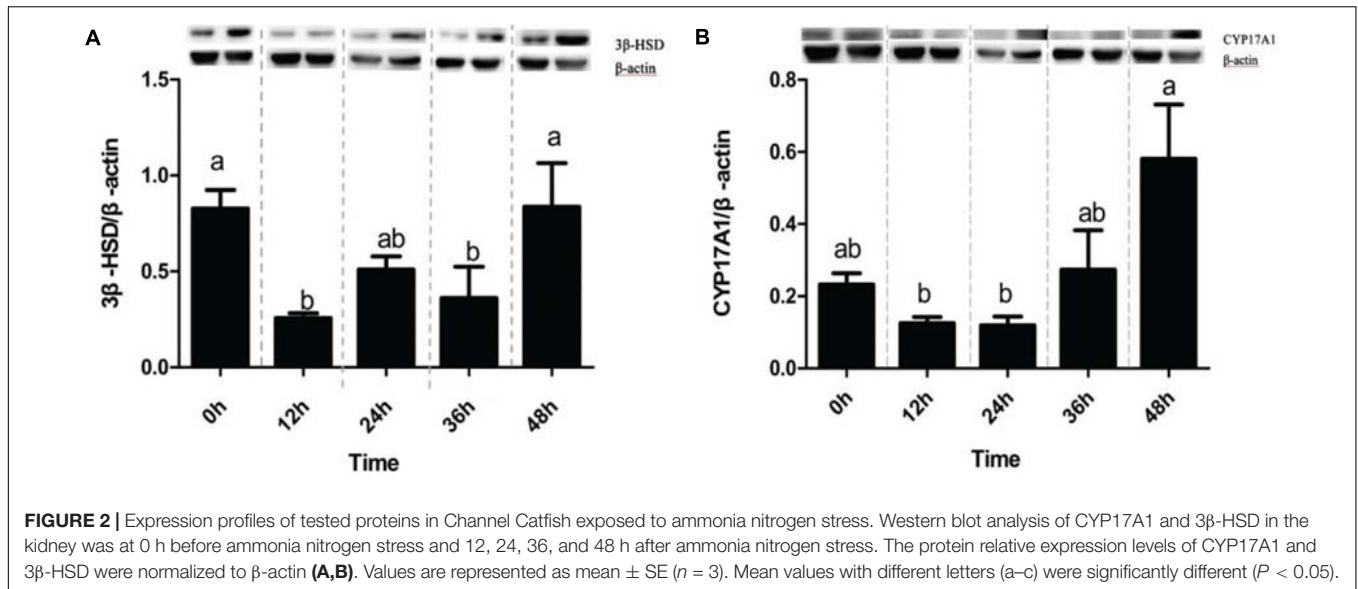 A
3β-HSD
β-actin
1.5
1.0
0.5
0.0
3β -HSD/β -actin
a
b
ab
b
a
0h
12h
24h
36h
48h
Time
B
CYP17A1
β-actin
0.8
0.6
0.4
0.2
0.0
CYP17A1/β -actin
ab
b
b
ab
a
0h
12h
24h
36h
48h
Time
FIGURE 2 | Expression profiles of tested proteins in Channel Catfish exposed to ammonia nitrogen stress. Western blot analysis of CYP17A1 and 3β-HSD in the
kidney was at 0 h before ammonia nitrogen stress and 12, 24, 36, and 48 h after ammonia nitrogen stress. The protein relative expression levels of CYP17A1 and
3β-HSD were normalized to β-actin (A,B). Values are represented as mean ± SE (n = 3). Mean values with different letters (a–c) were significantly different (P < 0.05).